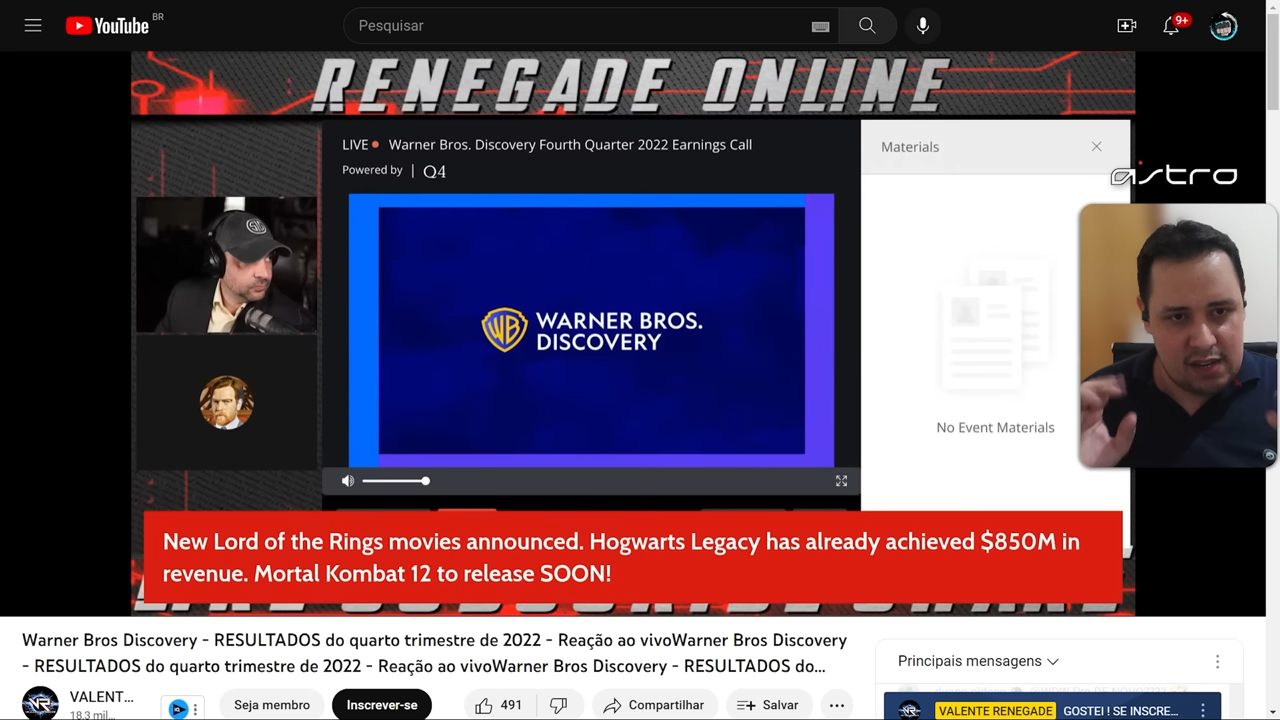 YouTube BR
Pesquisar
9+
RENEGADE ONLINE
LIVE Warner Bros. Discovery Fourth Quarter 2022 Earnings Call
Powered by | Q4
Materials
astro
WB WARNER BROS.
DISCOVERY
No Event Materials
New Lord of the Rings movies announced. Hogwarts Legacy has already achieved $850M in
revenue. Mortal Kombat 12 to release SOON!
Warner Bros Discovery - RESULTADOS do quarto trimestre de 2022 - Reação ao vivoWarner Bros Discovery
- RESULTADOS do quarto trimestre de 2022 - Reação ao vivoWarner Bros Discovery - RESULTADOS do...
Principais mensagens
VALENT...
18,3 mil...
Seja membro
Inscrever-se
491
Compartilhar
Salvar
VALENTE RENEGADE GOSTEI ! SE INSCRE...